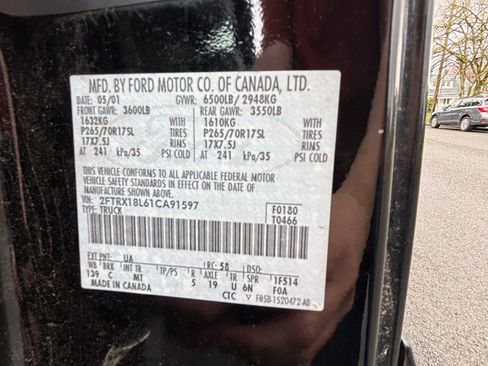 MFD. BY FORD MOTOR CO. OF CANADA, LTD.
DATE: 05/01 GVWR: 6500LB/ 2948KG
FRONT GAWR: 3600LB REAR GAWR: 3550LB
1632KG WITH 1610KG WITH
P265/70R17SL TIRES P265/70R17SL TIRES
17X7.5J RIMS 17X7.5J RIMS
AT 241 kPa/35 PSI COLD AT 241 kPa/35 PSI COLD
THIS VEHICLE CONFORMS TO ALL APPLICABLE FEDERAL MOTOR
VEHICLE SAFETY STANDARDS IN EFFECT ON THE DATE OF
MANUFACTURE SHOWN ABOVE.
VIN: 2FTRX18L61CA91597 F0180
TYPE: TRUCK T0466
EXT PNT: UA RC: 58 DSO:
WB BRK INT TR TP/PS R AXLE TR SPR 1F514
139 C MT 5 19 U 6N F0A
MADE IN CANADA CTC V F85B-1520472-AB